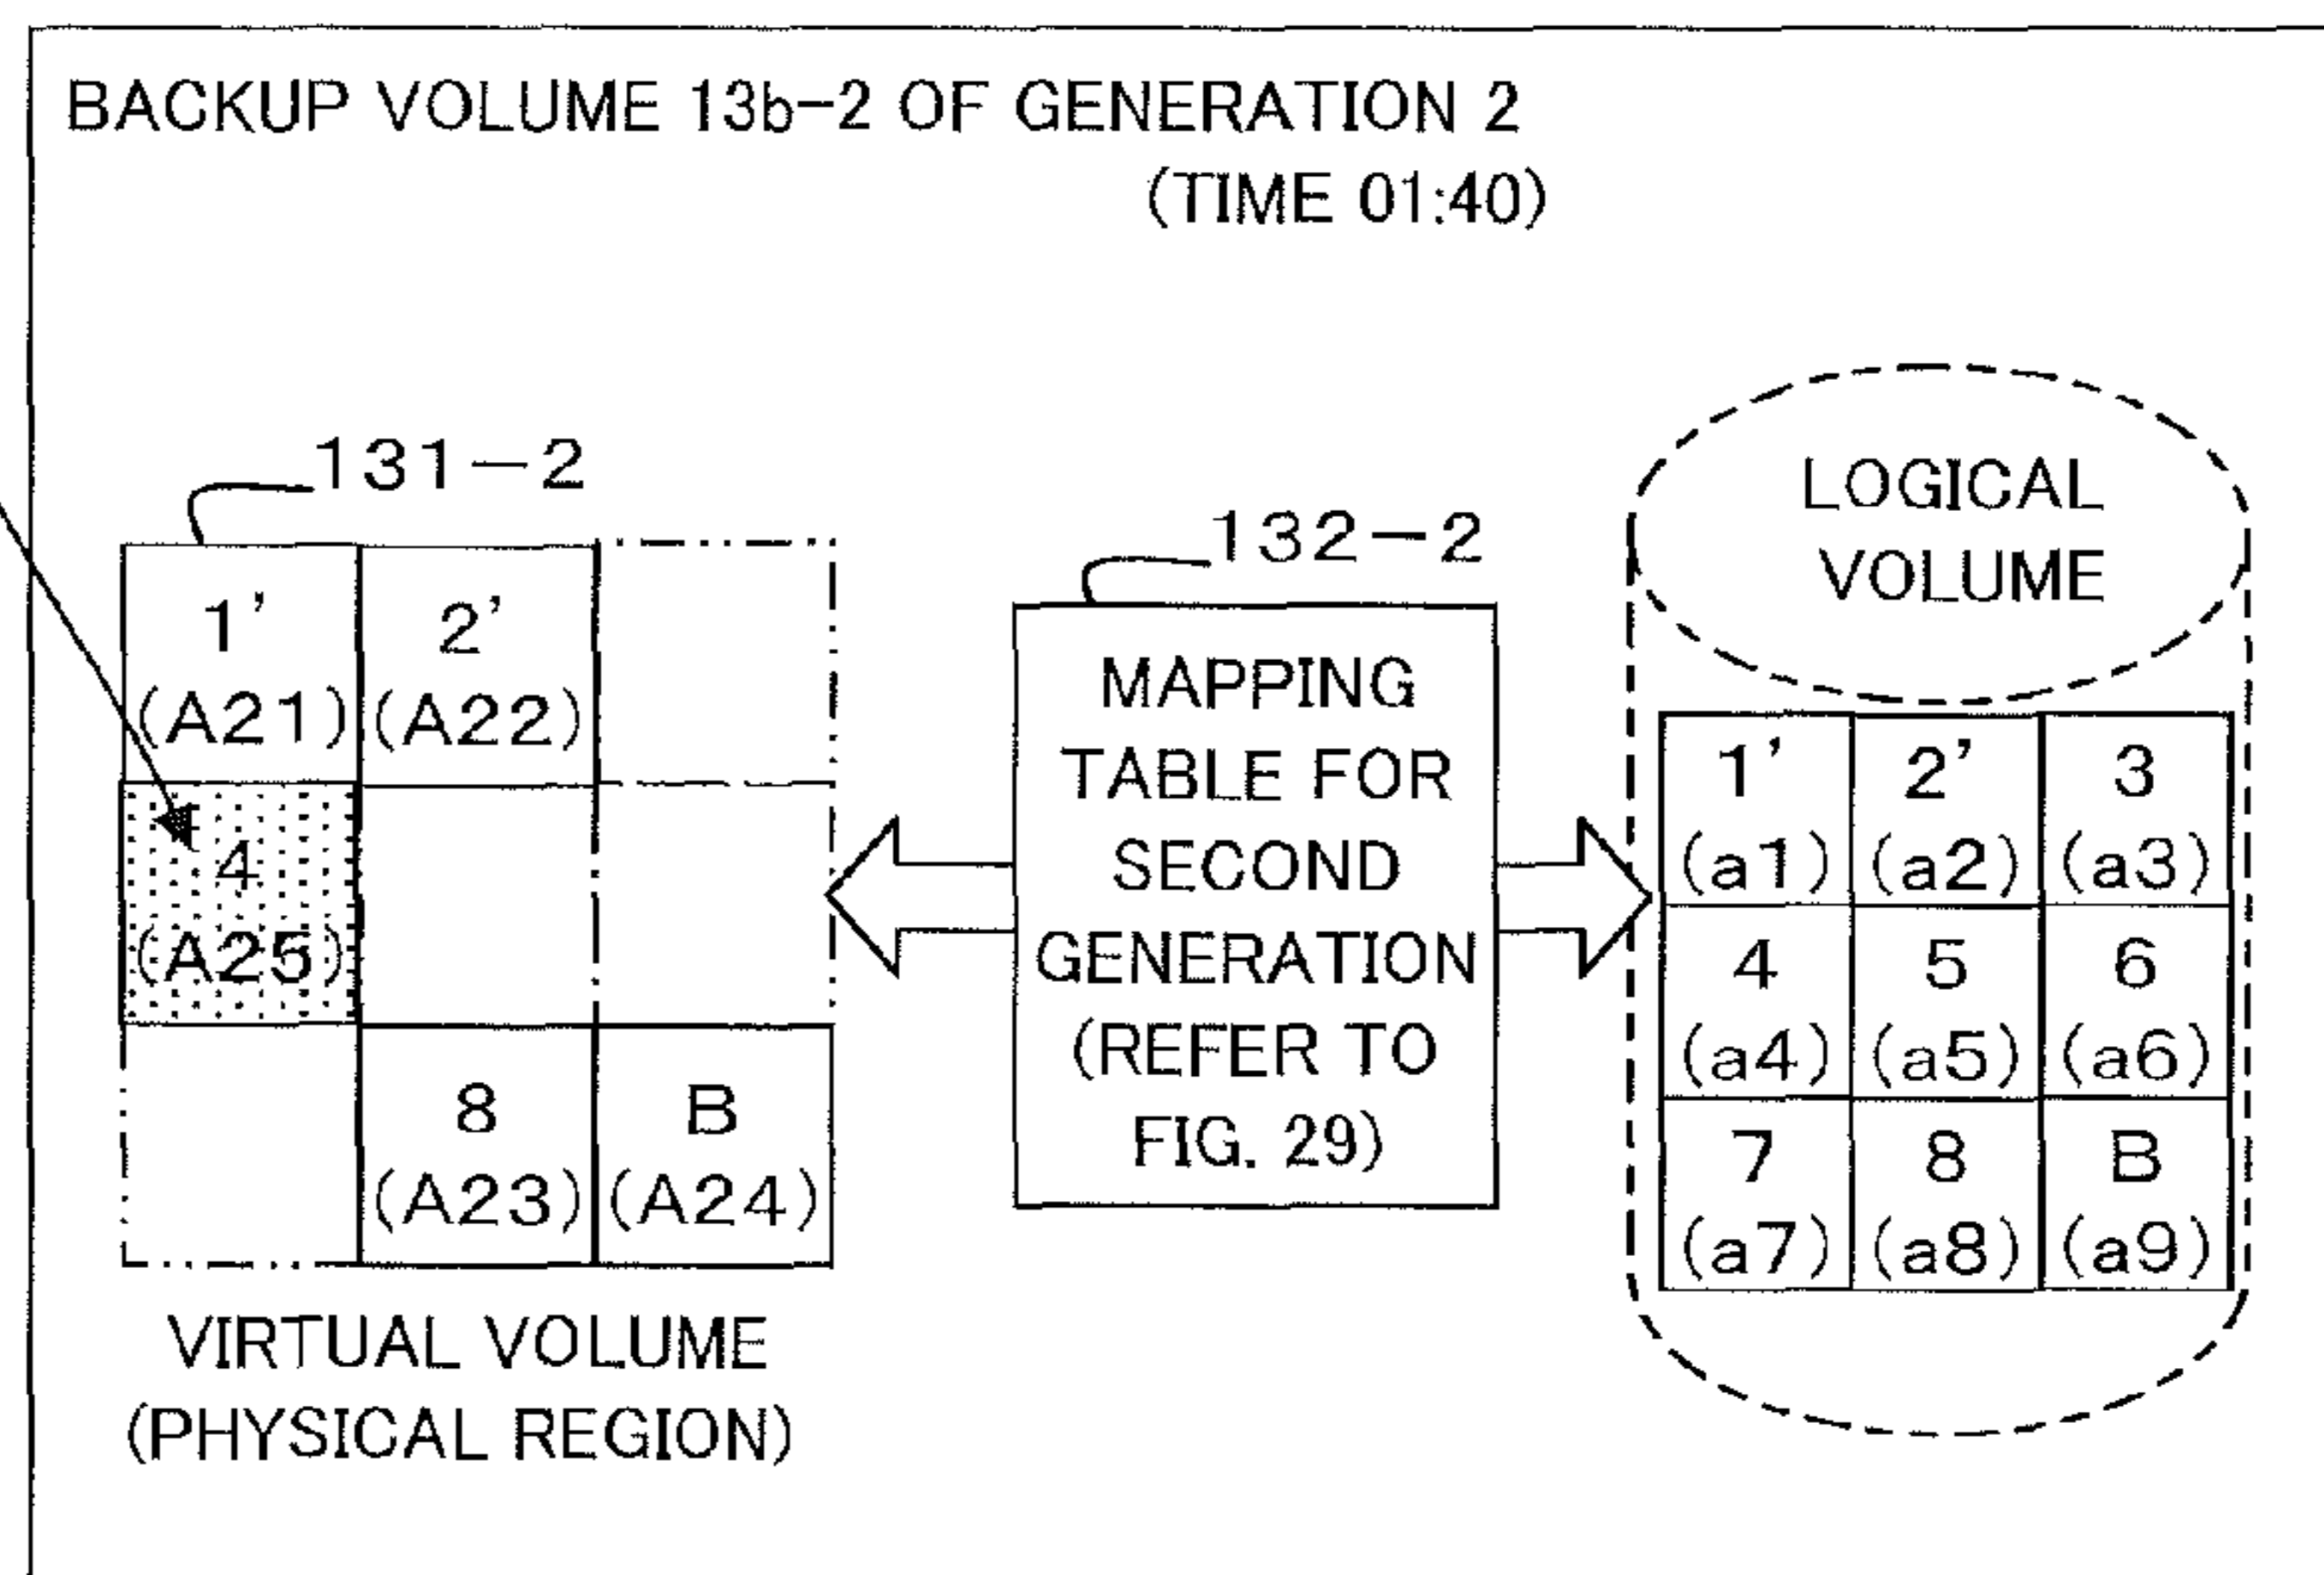 BACKUP VOLUME 13b-2 OF GENERATION 2
(TIME 01:40)
131-2
1' 2'
(A21) (A22)
4
(A25)
8 B
(A23) (A24)
VIRTUAL VOLUME
(PHYSICAL REGION)
132-2
MAPPING
TABLE FOR
SECOND
GENERATION
(REFER TO
FIG. 29)
LOGICAL
VOLUME
1' 2' 3
(a1) (a2) (a3)
4 5 6
(a4) (a5) (a6)
7 8 B
(a7) (a8) (a9)